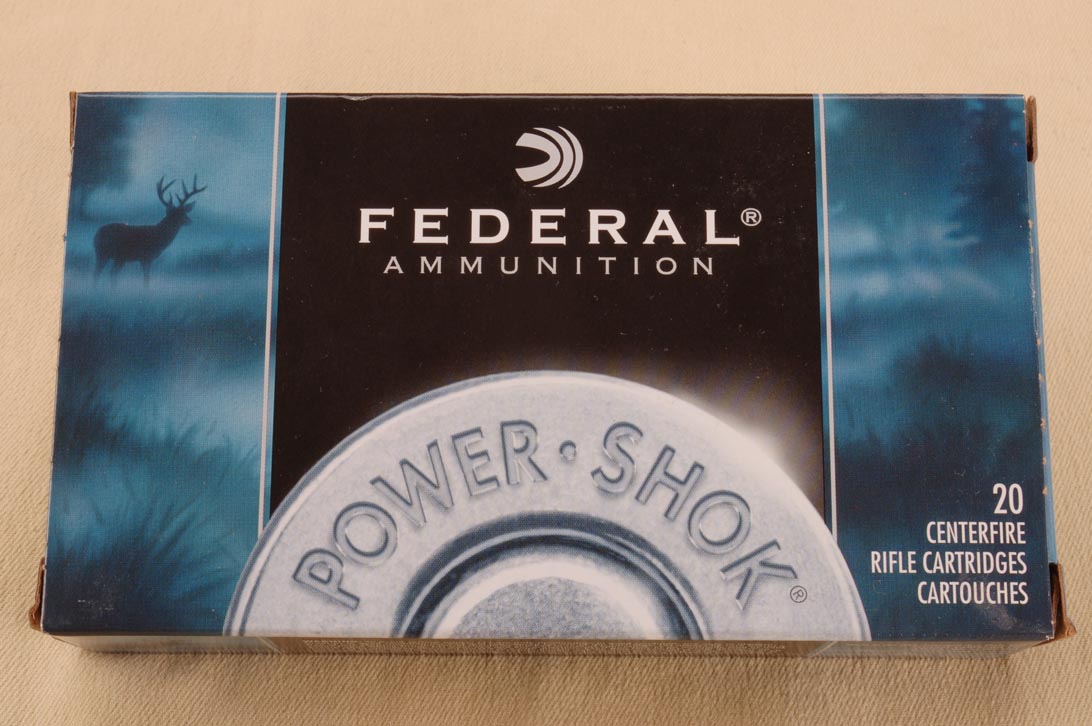 FEDERAL®
AMMUNITION
POWER·SHOK®
20
CENTERFIRE
RIFLE CARTRIDGES
CARTOUCHES